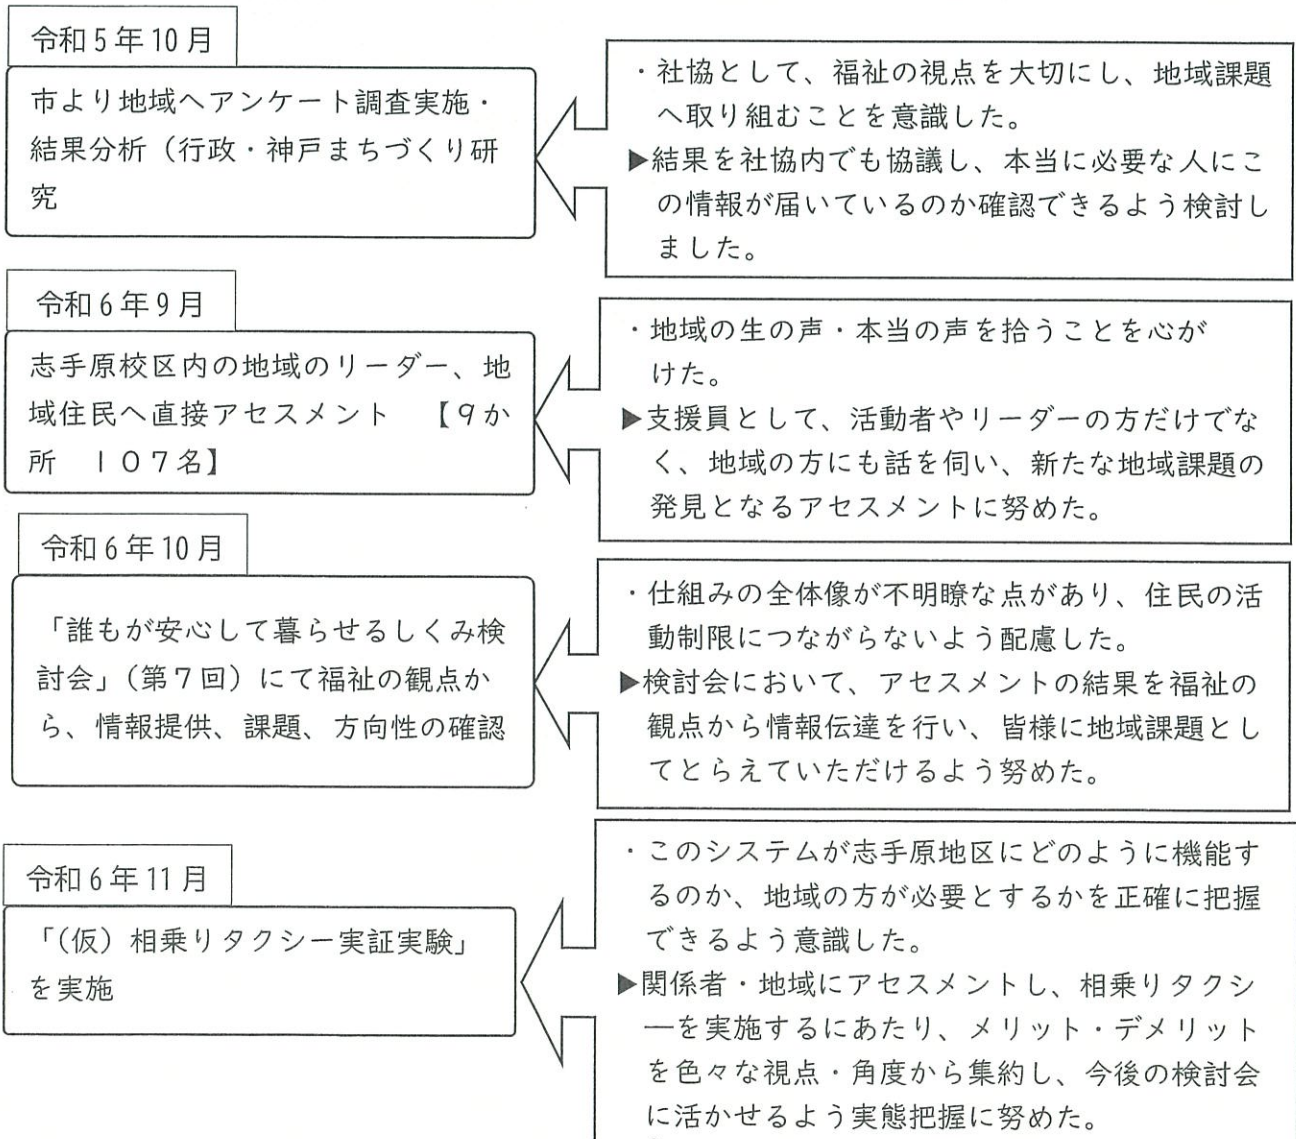 令和5年10月
市より地域へアンケート調査実施・
結果分析（行政・神戸まちづくり研
究
・社協として、福祉の視点を大切にし、地域課題
へ取り組むことを意識した。
▶結果を社協内でも協議し、本当に必要な人にこ
の情報が届いているのか確認できるよう検討し
ました。
令和6年9月
志手原校区内の地域のリーダー、地
域住民へ直接アセスメント　【9か
所　107名】
・地域の生の声・本当の声を拾うことを心が
けた。
▶支援員として、活動者やリーダーの方だけでな
く、地域の方にも話を伺い、新たな地域課題の
発見となるアセスメントに努めた。
令和6年10月
「誰もが安心して暮らせるしくみ検
討会」（第7回）にて福祉の観点か
ら、情報提供、課題、方向性の確認
・仕組みの全体像が不明瞭な点があり、住民の活
動制限につながらないよう配慮した。
▶検討会において、アセスメントの結果を福祉の
観点から情報伝達を行い、皆様に地域課題とし
てとらえていただけるよう努めた。
令和6年11月
「（仮）相乗りタクシー実証実験」
を実施
・このシステムが志手原地区にどのように機能す
るのか、地域の方が必要とするかを正確に把握
できるよう意識した。
▶関係者・地域にアセスメントし、相乗りタクシ
ーを実施するにあたり、メリット・デメリット
を色々な視点・角度から集約し、今後の検討会
に活かせるよう実態把握に努めた。